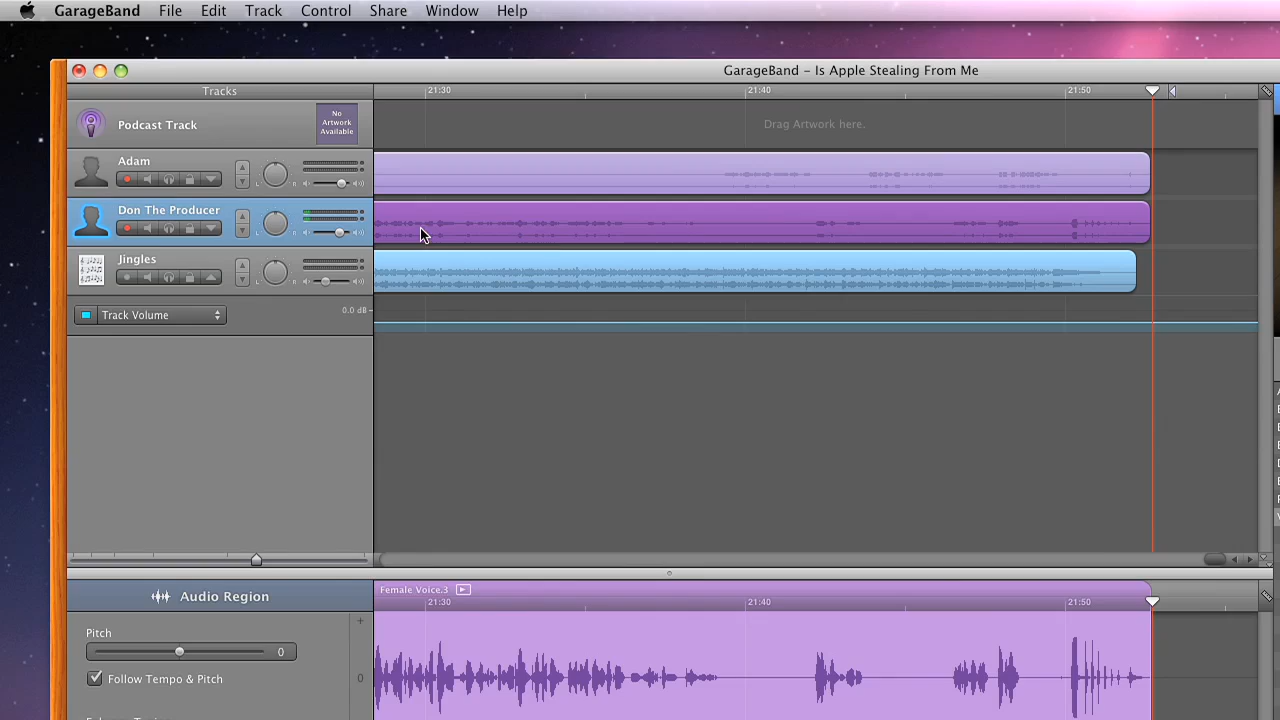 GarageBand File Edit Track Control Share Window Help
GarageBand – Is Apple Stealing From Me
Tracks 21:30 21:40 21:50
Podcast Track No Artwork Available Drag Artwork here.
Adam
L R
Don The Producer
L R
Jingles
L R
Track Volume 0.0 dB
Female Voice.3
Audio Region 21:30 21:40 21:50
Pitch
0 0
Follow Tempo & Pitch